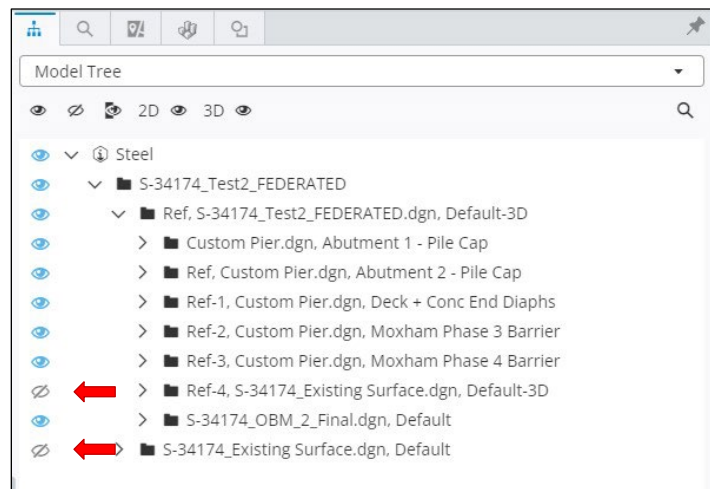 Model Tree
2D 3D
Steel
S-34174_Test2_FEDERATED
Ref, S-34174_Test2_FEDERATED.dgn, Default-3D
Custom Pier.dgn, Abutment 1 - Pile Cap
Ref, Custom Pier.dgn, Abutment 2 - Pile Cap
Ref-1, Custom Pier.dgn, Deck + Conc End Diaphs
Ref-2, Custom Pier.dgn, Moxham Phase 3 Barrier
Ref-3, Custom Pier.dgn, Moxham Phase 4 Barrier
Ref-4, S-34174_Existing Surface.dgn, Default-3D
S-34174_OBM_2_Final.dgn, Default
S-34174_Existing Surface.dgn, Default